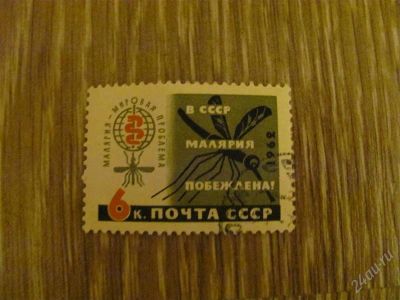 МАЛЯРИЯ - МИРОВАЯ ПРОБЛЕМА
В СССР
МАЛЯРИЯ
ПОБЕЖДЕНА!
1962
6 К. ПОЧТА СССР
24au.ru